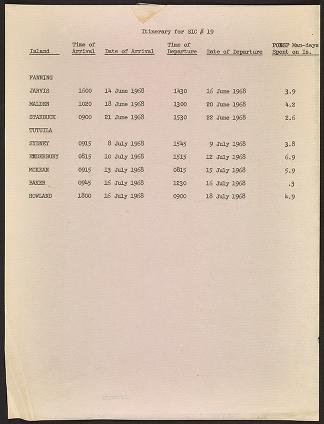 Itinerary for SIC # 19
Time of Time of POBSP Man-days
Island Arrival Date of Arrival Departure Date of Departure Spent on Is.
FANNING
JARVIS 1600 14 June 1968 1430 16 June 1968 3.9
MALDEN 1020 18 June 1968 1300 20 June 1968 4.2
STARBUCK 0900 21 June 1968 1530 22 June 1968 2.6
TUTUILA
SYDNEY 0915 8 July 1968 1545 9 July 1968 3.8
ENDERBURY 0815 10 July 1968 1515 12 July 1968 6.9
MCKEAN 0915 13 July 1968 0815 15 July 1968 5.9
BAKER 0945 16 July 1968 1230 16 July 1968 .3
HOWLAND 1800 16 July 1968 0900 18 July 1968 4.9